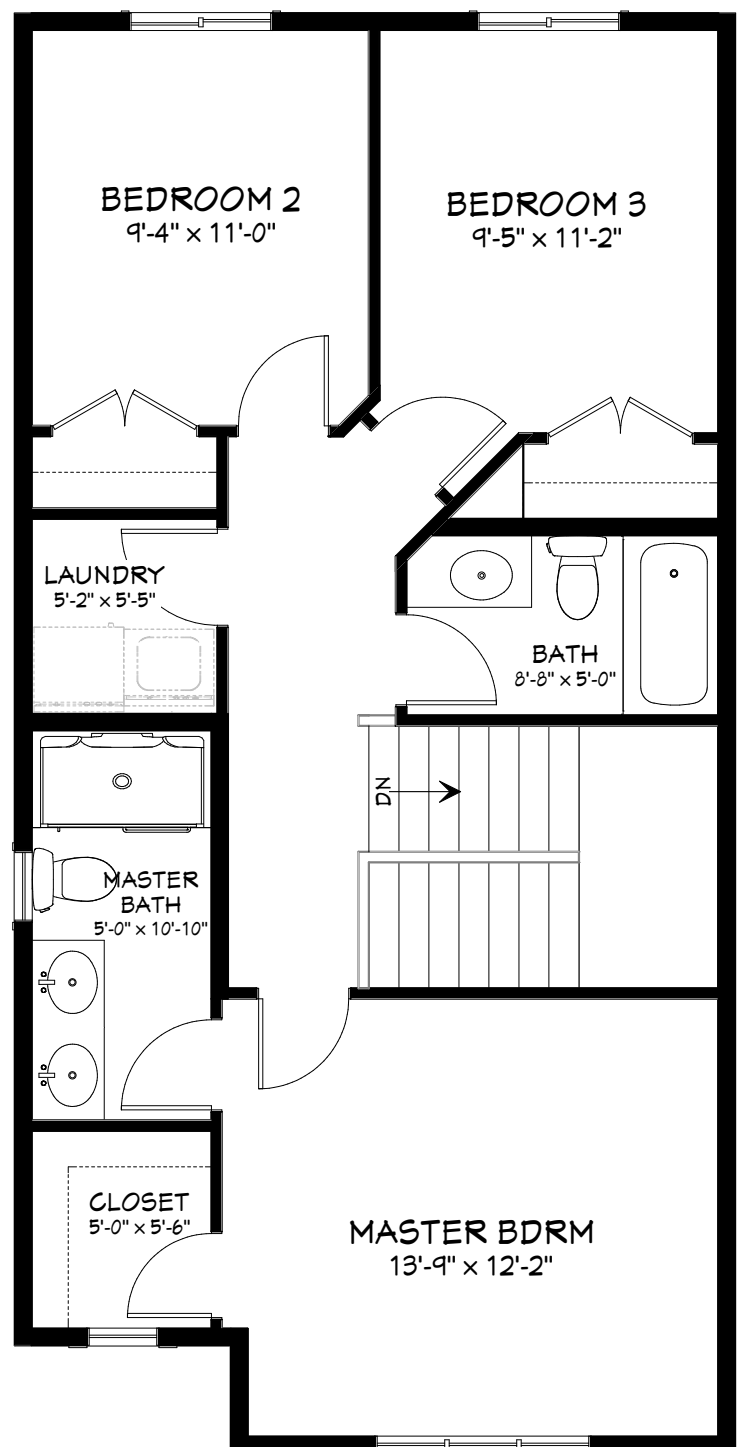 BEDROOM 2
9'-4" x 11'-0"
BEDROOM 3
9'-5" x 11'-2"
LAUNDRY
5'-2" x 5'-5"
BATH
8'-8" x 5'-0"
DN
MASTER
BATH
5'-0" x 10'-10"
CLOSET
5'-0" x 5'-6"
MASTER BDRM
13'-9" x 12'-2"